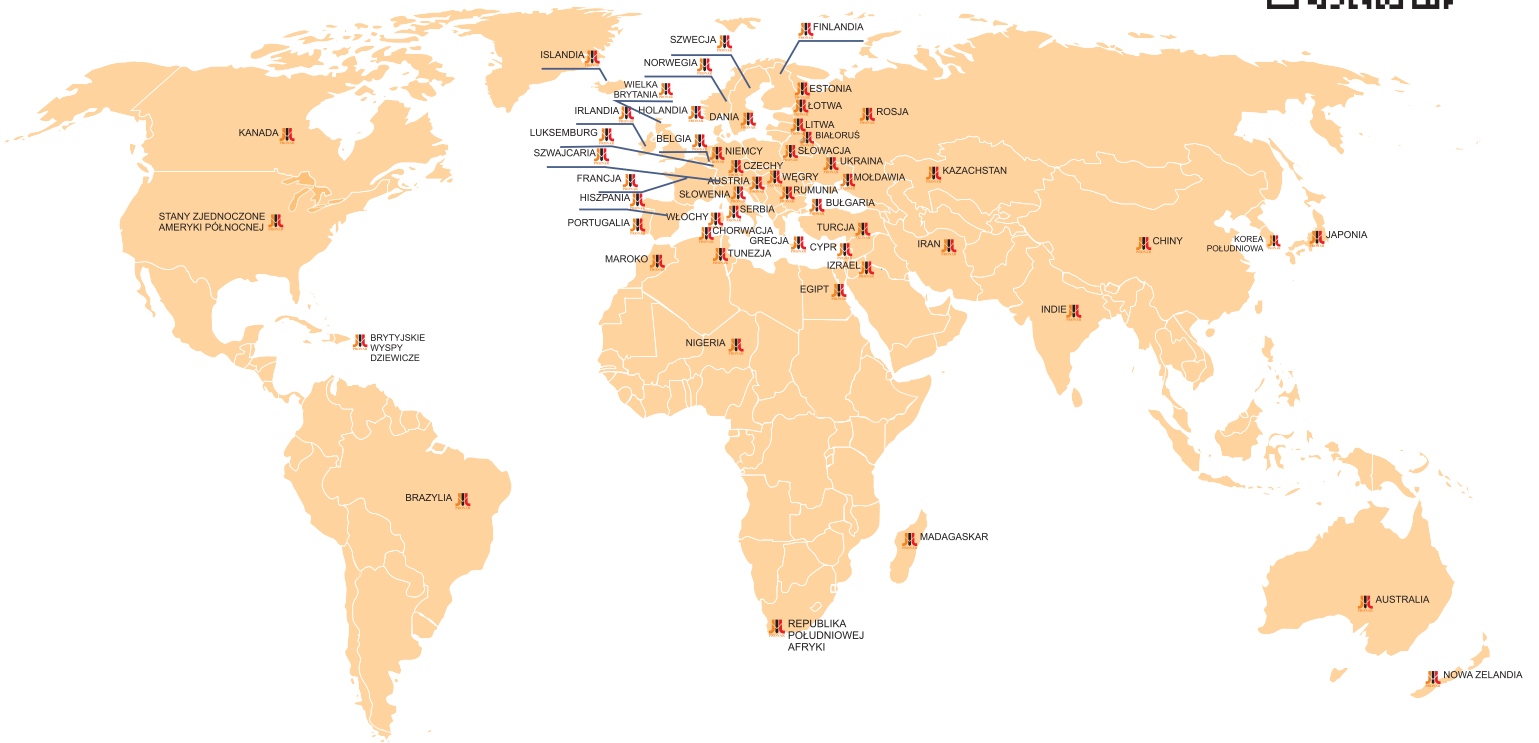 FINLANDIA
SZWECJA
ISLANDIA
NORWEGIA
WIELKA
BRYTANIA
ESTONIA
ŁOTWA
IRLANDIA
HOLANDIA
DANIA
ROSJA
LITWA
BIAŁORUŚ
KANADA
LUKSEMBURG
BELGIA
SZWAJCARIA
NIEMCY
SŁOWACJA
CZECHY
UKRAINA
KAZACHSTAN
FRANCJA
AUSTRIA
WĘGRY
MOŁDAWIA
HISZPANIA
SŁOWENIA
RUMUNIA
BUŁGARIA
SERBIA
STANY ZJEDNOCZONE
AMERYKI PÓŁNOCNEJ
PORTUGALIA
WŁOCHY
CHORWACJA
TURCJA
GRECJA
CYPR
IRAN
CHINY
KOREA
POŁUDNIOWA
JAPONIA
MAROKO
TUNEZJA
IZRAEL
EGIPT
INDIE
BRYTYJSKIE
WYSPY
DZIEWICZE
NIGERIA
BRAZYLIA
MADAGASKAR
AUSTRALIA
REPUBLIKA
POŁUDNIOWEJ
AFRYKI
NOWA ZELANDIA